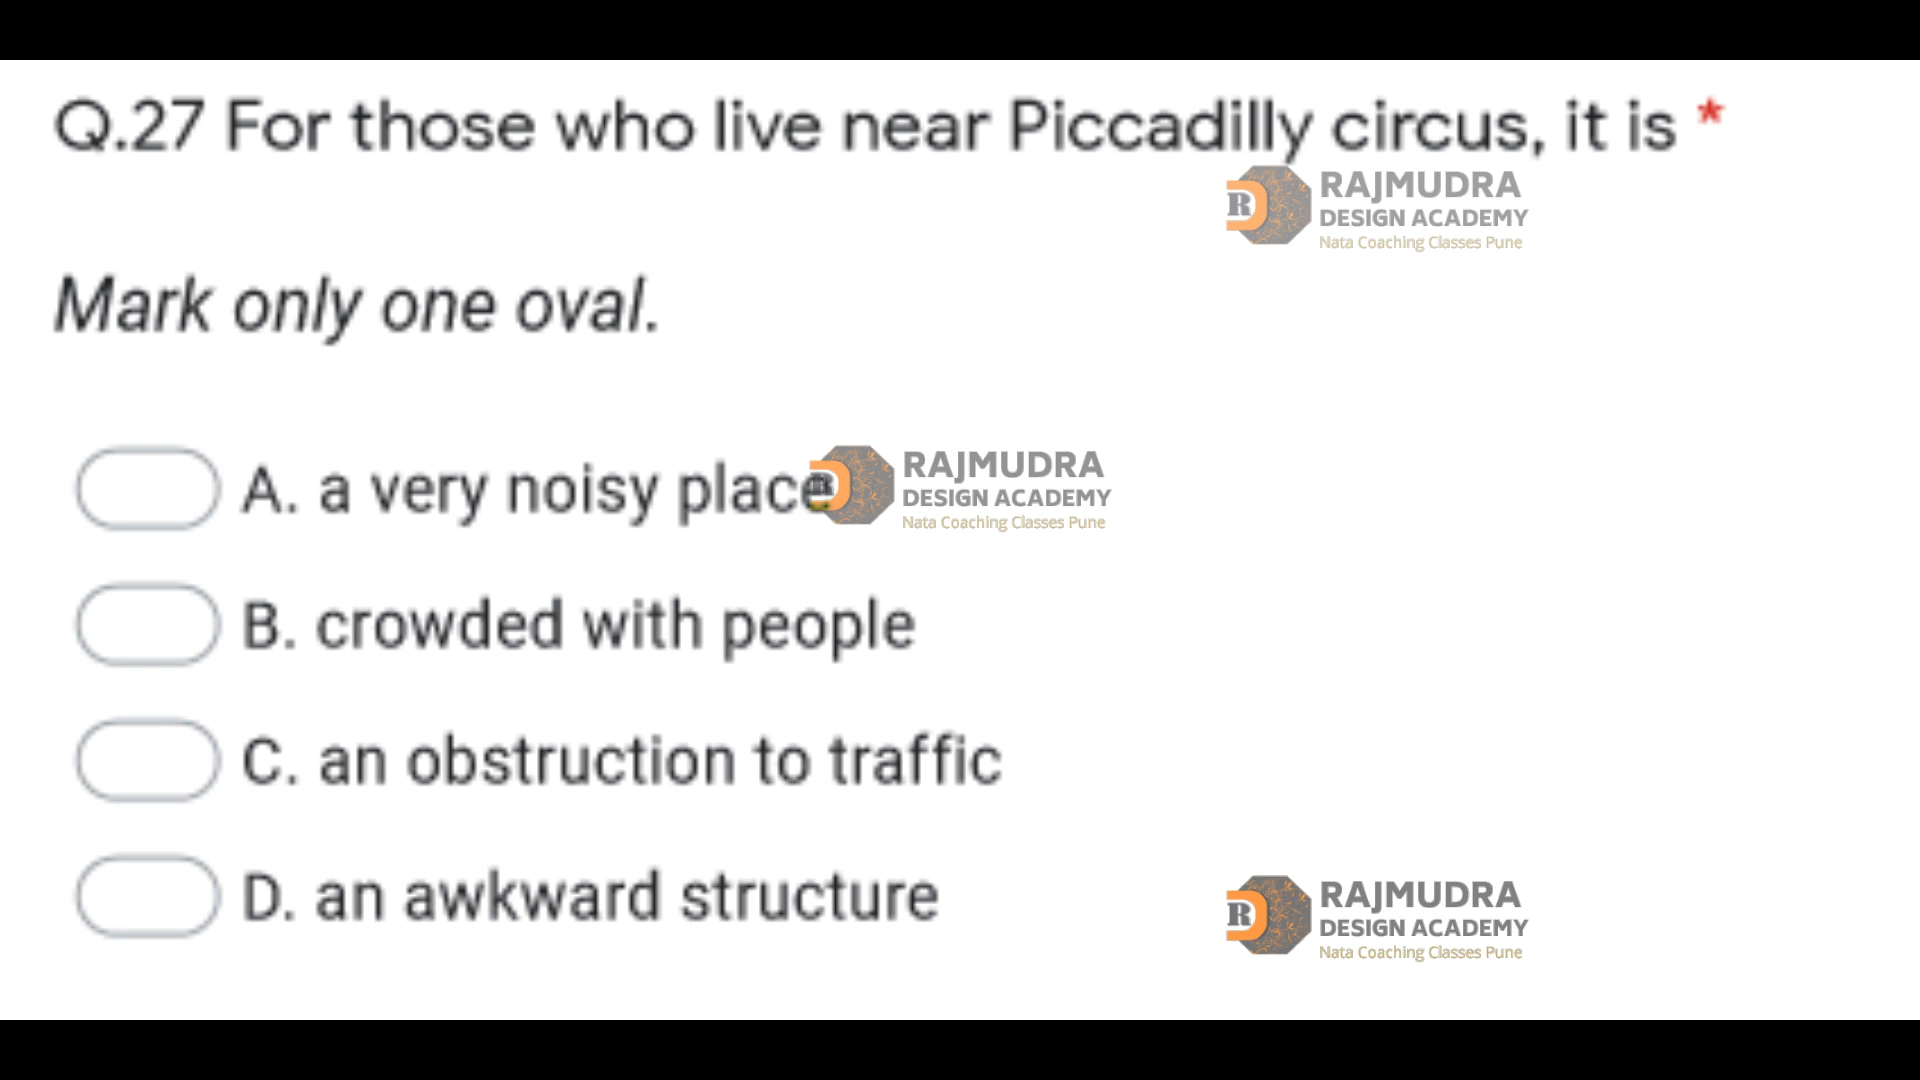 Q.27 For those who live near Piccadilly circus, it is *
RAJMUDRA
DESIGN ACADEMY
Nata Coaching Classes Pune
Mark only one oval.
A. a very noisy place
R
RAJMUDRA
DESIGN ACADEMY
Nata Coaching Classes Pune
B. crowded with people
C. an obstruction to traffic
D. an awkward structure
R
RAJMUDRA
DESIGN ACADEMY
Nata Coaching Classes Pune